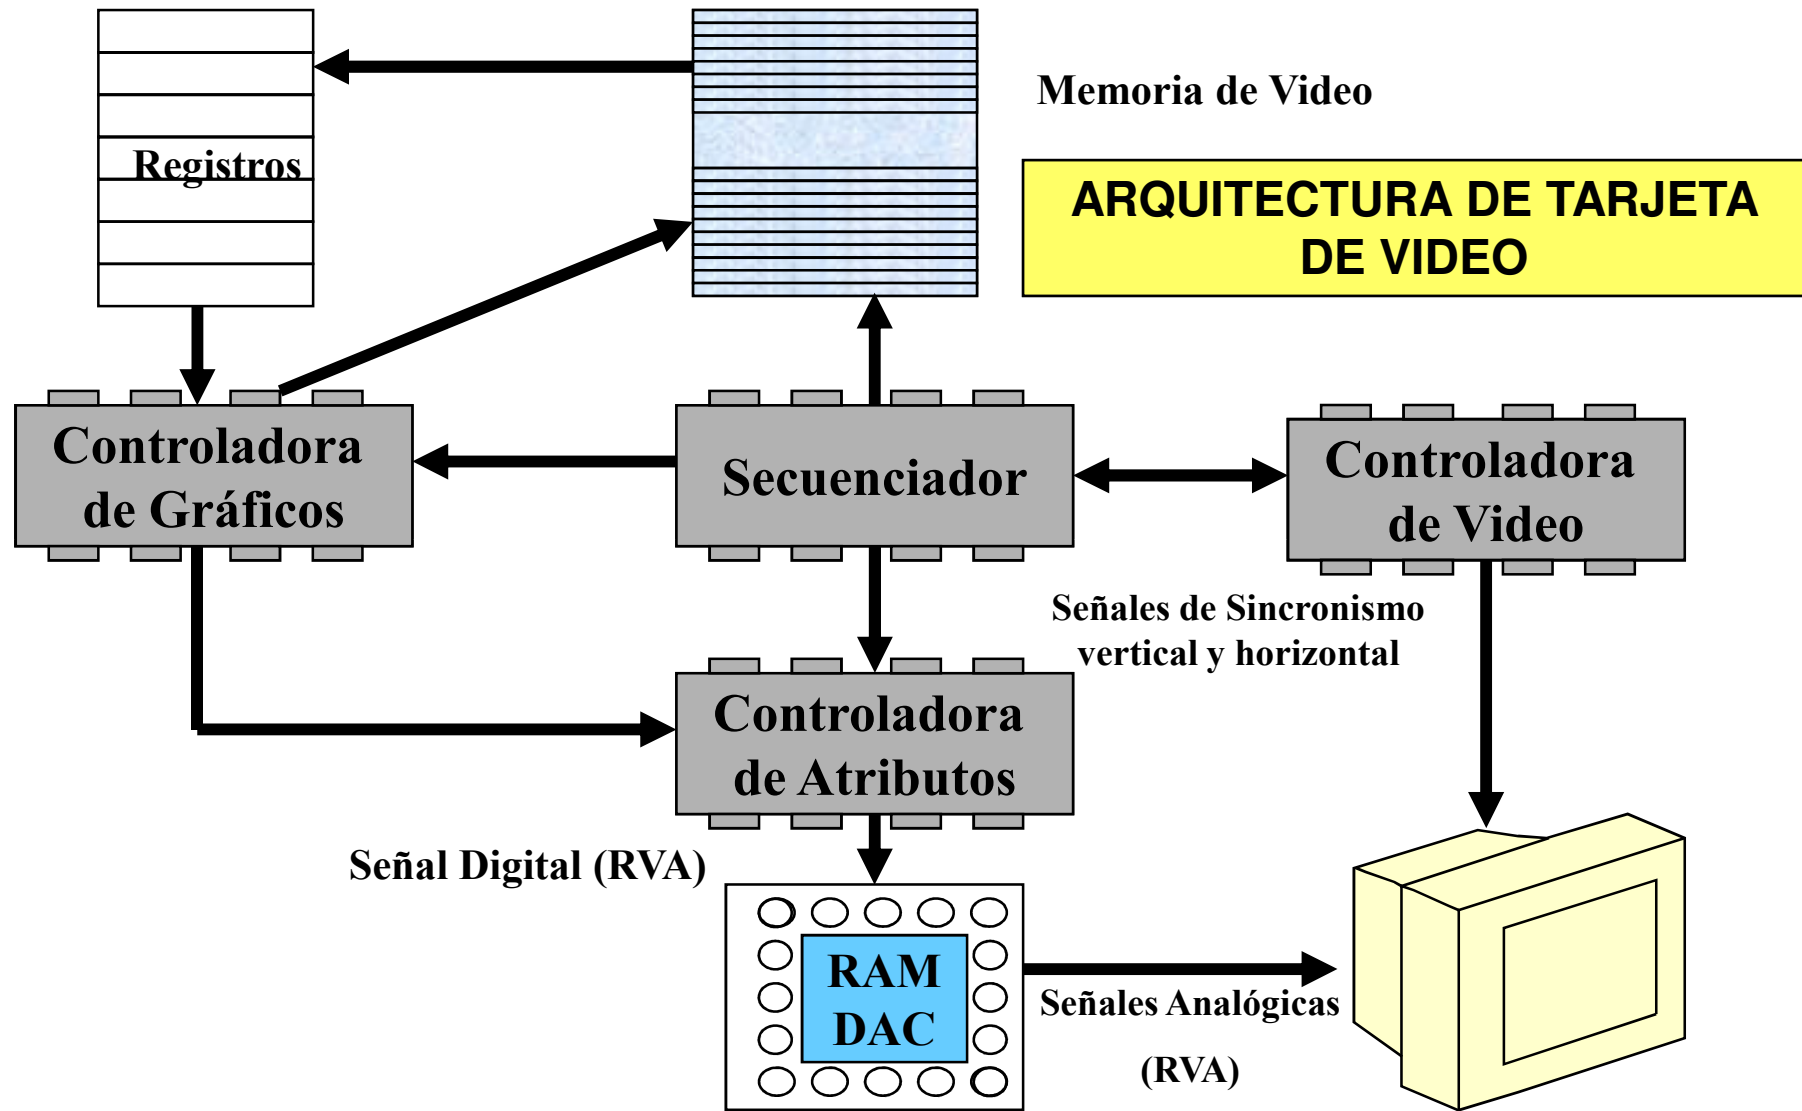 Memoria de Video
Registros
ARQUITECTURA DE TARJETA
DE VIDEO
Controladora
de Gráficos
Secuenciador
Controladora
de Video
Señales de Sincronismo
vertical y horizontal
Controladora
de Atributos
Señal Digital (RVA)
RAM
DAC
Señales Analógicas
(RVA)